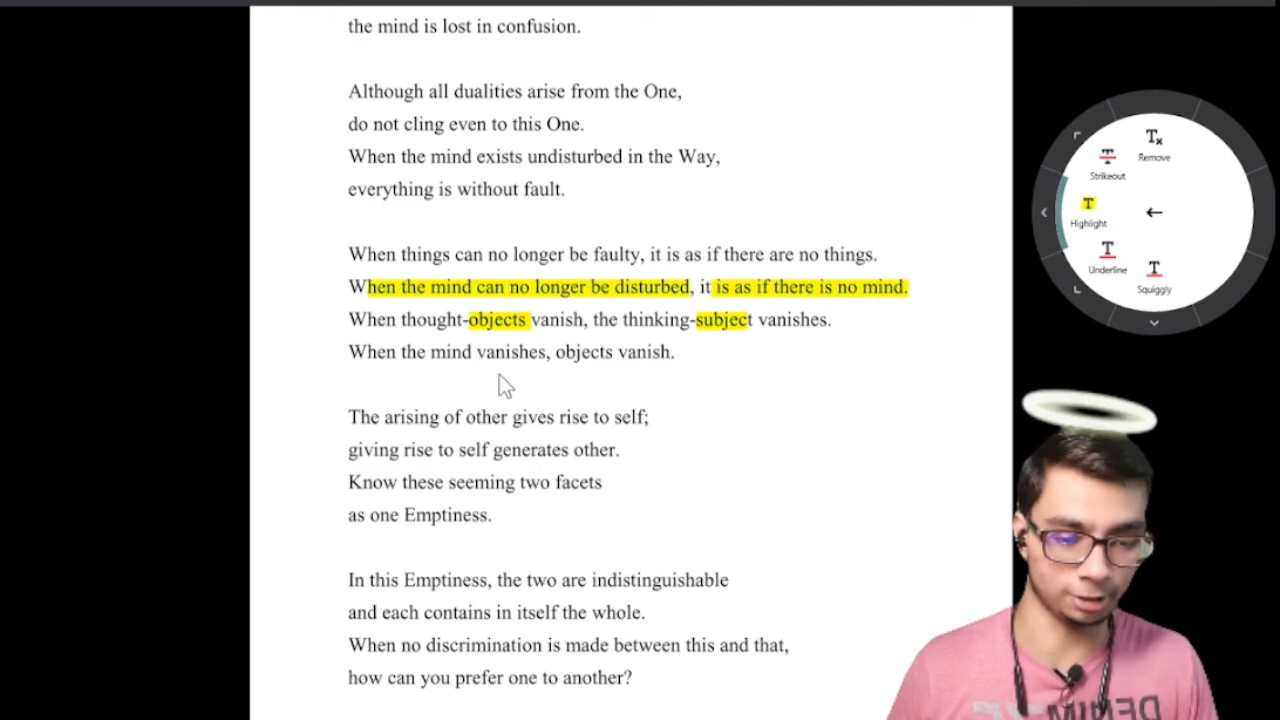 the mind is lost in confusion.
Although all dualities arise from the One,
do not cling even to this One.
When the mind exists undisturbed in the Way,
everything is without fault.
When things can no longer be faulty, it is as if there are no things.
When the mind can no longer be disturbed, it is as if there is no mind.
When thought-objects vanish, the thinking-subject vanishes.
When the mind vanishes, objects vanish.
The arising of other gives rise to self;
giving rise to self generates other.
Know these seeming two facets
as one Emptiness.
In this Emptiness, the two are indistinguishable
and each contains in itself the whole.
When no discrimination is made between this and that,
how can you prefer one to another?
Remove
Strikeout
Highlight
Underline
Squiggly